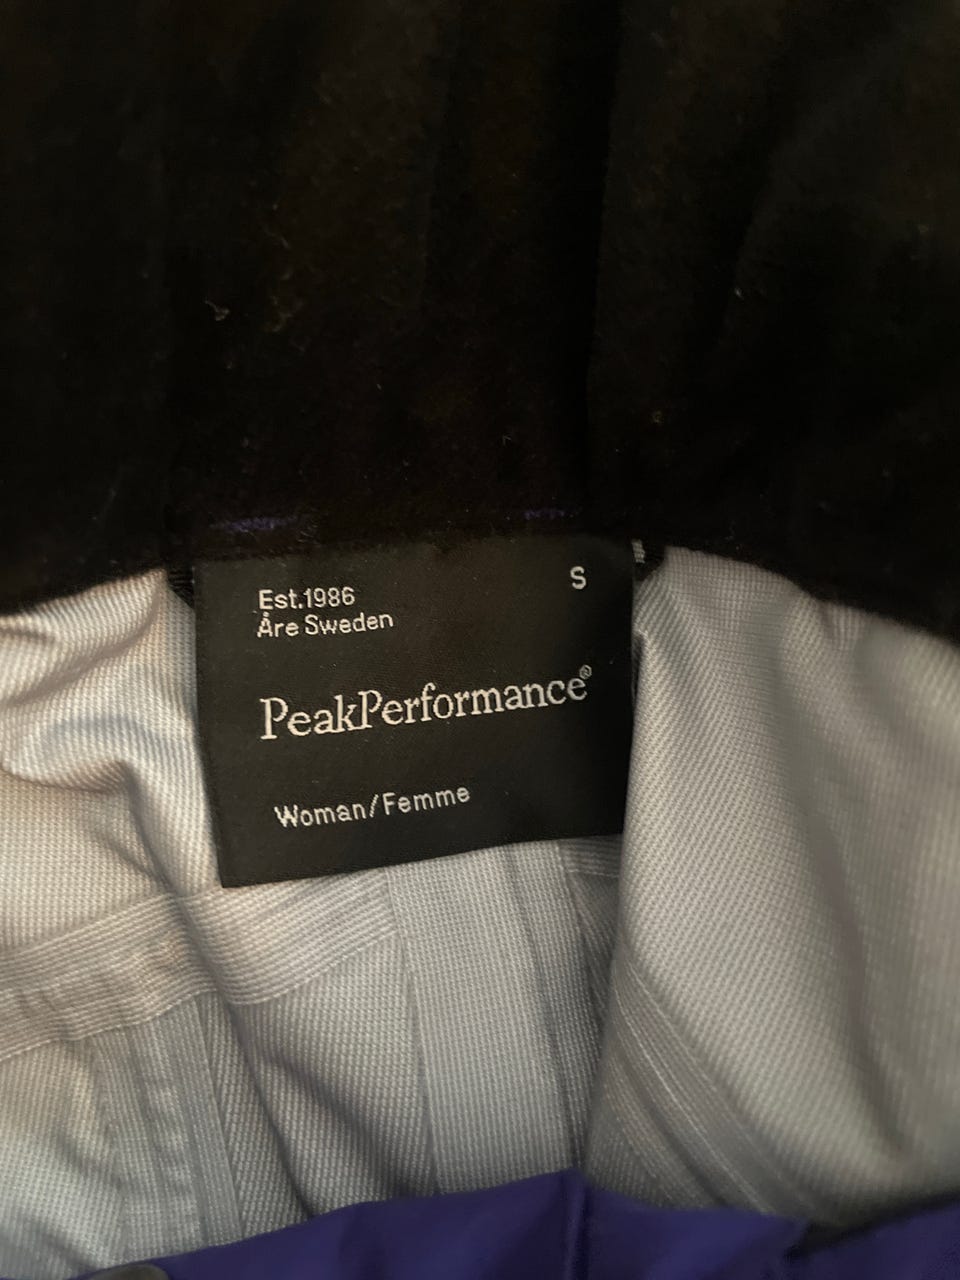 Est.1986
Åre Sweden
S
PeakPerformance®
Woman/Femme